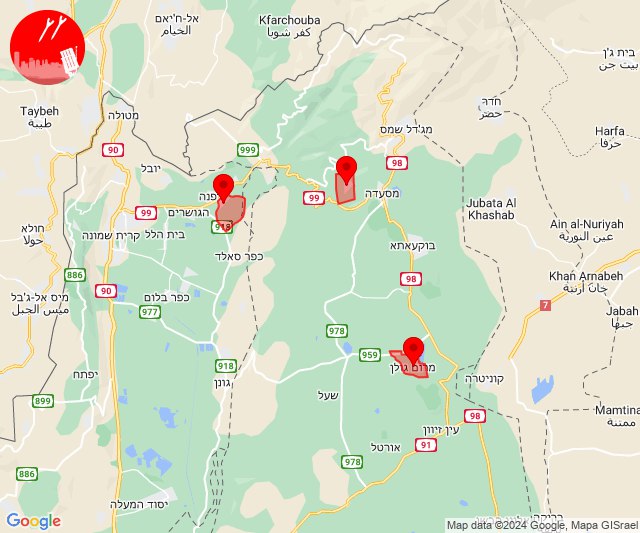 אל-ח'יאם
الخيام
Kfarchouba
كفر شوبا
בית ג'ן
بيت جن
Taybeh
طيبة
מטולה
90
חדר
حضر
מג'דל שמס
Harfa
حرفا
999
98
יובל
99
מסעדה
Jubata Al
Khashab
חולא
حولا
99
הגושרים
918
Ain al-Nuriyah
عين النورية
קרית שמונה
בית הלל
בוקעאתא
כפר סאלד
886
98
Khan Arnabeh
خان أرنبة
90
מיס אל-ג'בל
ميس الجبل
כפר בלום
977
7
Jabah
جبهبا
978
959
918
יפתח
גונן
מרום גולן
קוניטרה
899
שעל
98
Mamtina
ممتنة
עין זיוון
91
אורטל
978
886
יסוד המעלה
Google
Map data ©2024 Google, Mapa GISrael